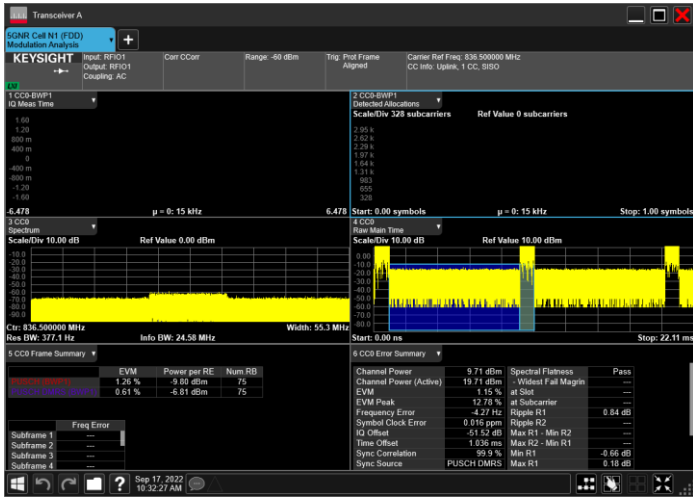 Transceiver A
5GNR Cell N1 (FDD)
Modulation Analysis
KEYSIGHT
Input: RFIO1
Output: RFIO1
Coupling: AC
Corr CCorr
Range: -60 dBm
Trig: Prot Frame
Aligned
Carrier Ref Freq: 836.500000 MHz
CC Info: Uplink, 1 CC, SISO
1 CC0-BWP1
IQ Meas Time
1.60
1.20
800 m
400 m
0
-400 m
-800 m
-1.20
-1.60
-6.478 µ = 0: 15 kHz 6.478
2 CC0-BWP1
Detected Allocations
Scale/Div 328 subcarriers Ref Value 0 subcarriers
2.95 k
2.62 k
2.29 k
1.97 k
1.64 k
1.31 k
983
655
328
Start: 0.00 symbols µ = 0: 15 kHz Stop: 1.00 symbols
3 CC0
Spectrum
Scale/Div 10.00 dB Ref Value 0.00 dBm
-10.0
-20.0
-30.0
-40.0
-50.0
-60.0
-70.0
-80.0
-90.0
Ctr: 836.500000 MHz Width: 55.3 MHz
Res BW: 377.1 Hz Info BW: 24.58 MHz
4 CC0
Raw Main Time
Scale/Div 10.00 dB Ref Value 10.00 dBm
0.00
-10.0
-20.0
-30.0
-40.0
-50.0
-60.0
-70.0
-80.0
Start: 0.00 ns Stop: 22.11 ms
5 CC0 Frame Summary
EVM Power per RE Num.RB
1.26 % -9.80 dBm 75
0.61 % -6.81 dBm 75
Freq Error
Subframe 1 ---
Subframe 2 ---
Subframe 3 ---
Subframe 4 ---
6 CC0 Error Summary
Channel Power 9.71 dBm Spectral Flatness Pass
Channel Power (Active) 19.71 dBm - Widest Fail Magrin ---
EVM 1.15 % at Slot ---
EVM Peak 12.78 % at Subcarrier ---
Frequency Error -4.27 Hz Ripple R1 0.84 dB
Symbol Clock Error 0.016 ppm Ripple R2 ---
IQ Offset -51.52 dB Max R1 - Min R2 ---
Time Offset 1.036 ms Max R2 - Min R1 ---
Sync Correlation 99.9 % Min R1 -0.66 dB
Sync Source PUSCH DMRS Max R1 0.18 dB
Sep 17, 2022
10:32:27 AM